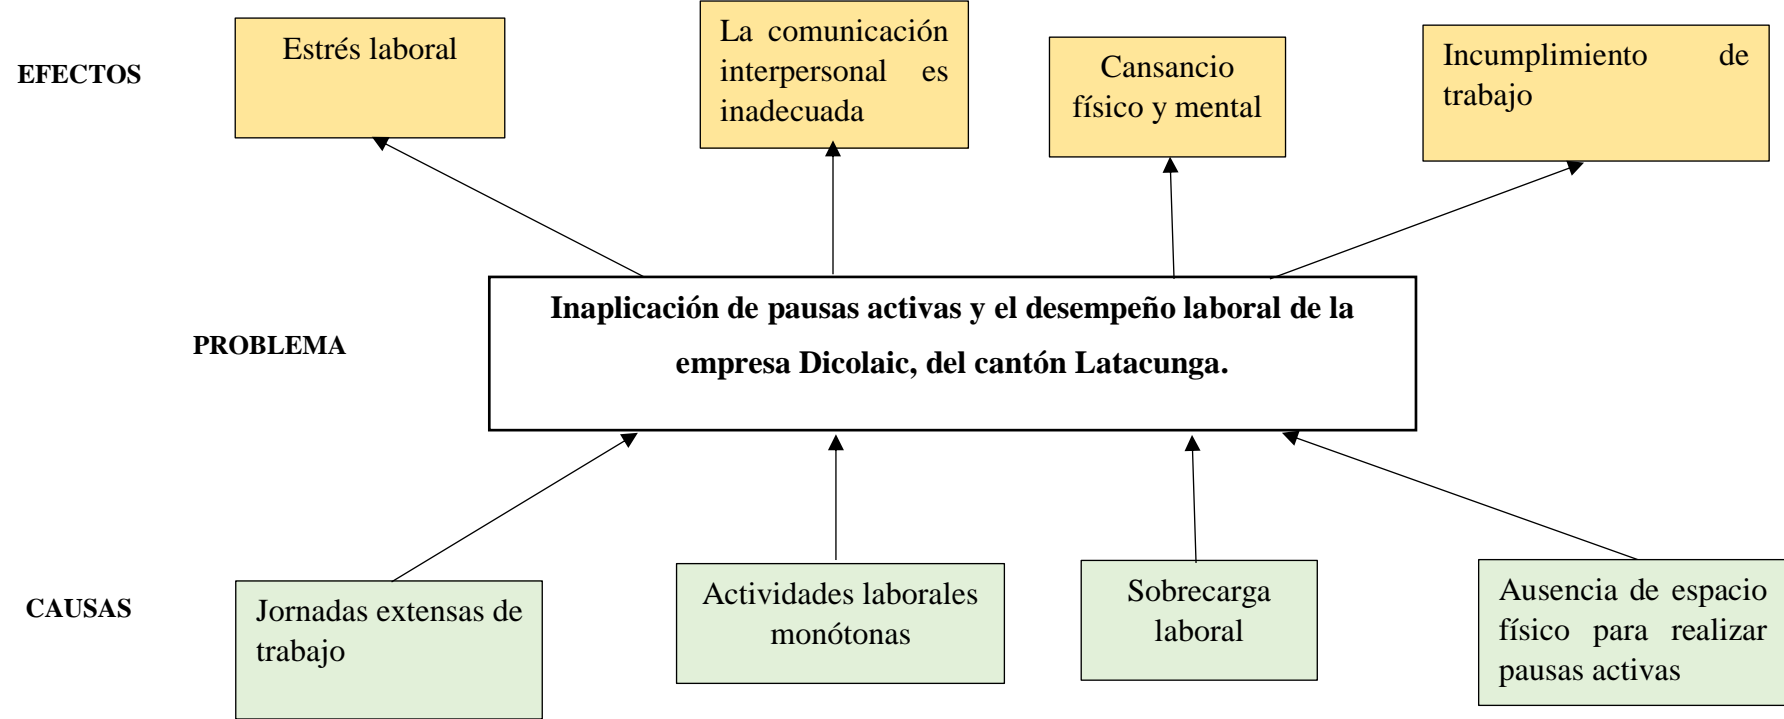 EFECTOS
Estrés laboral
La comunicación
interpersonal es
inadecuada
Cansancio
físico y mental
Incumplimiento de
trabajo
PROBLEMA
Inaplicación de pausas activas y el desempeño laboral de la
empresa Dicolaic, del cantón Latacunga.
CAUSAS
Jornadas extensas de
trabajo
Actividades laborales
monótonas
Sobrecarga
laboral
Ausencia de espacio
físico para realizar
pausas activas